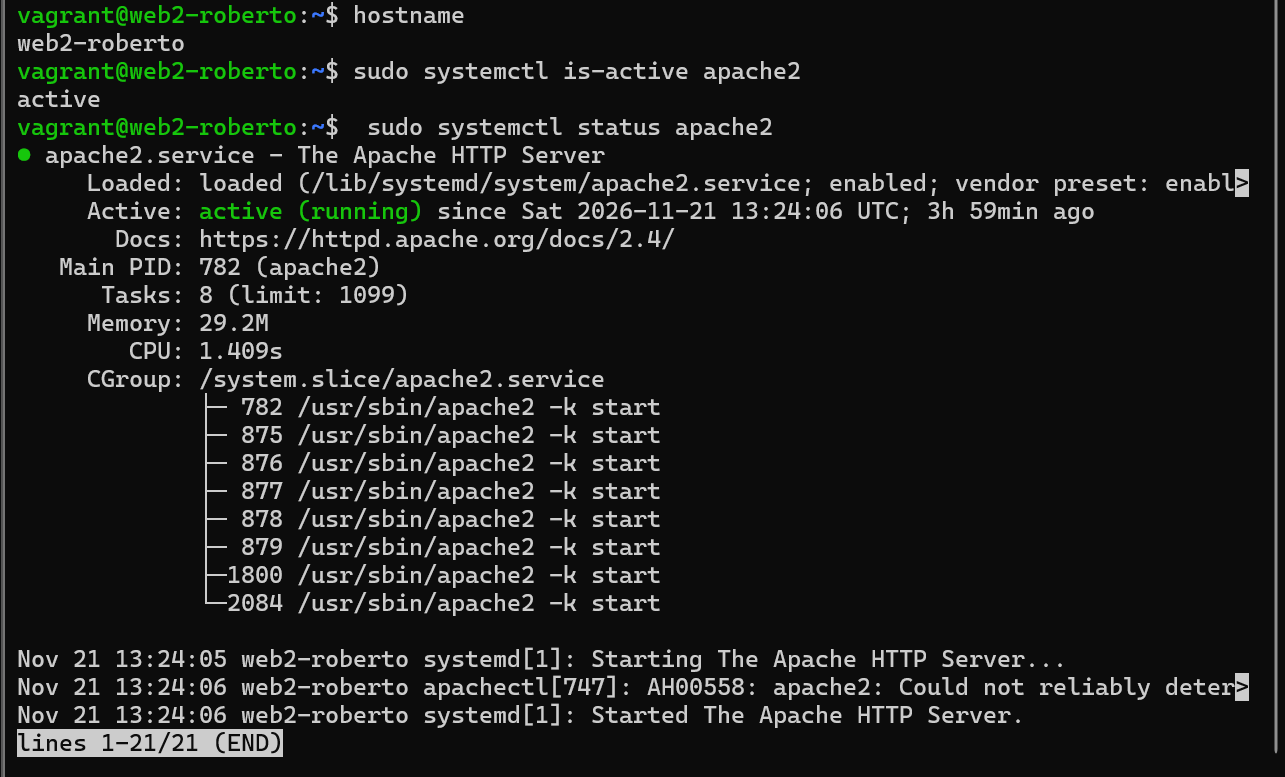 vagrant@web2-roberto:~$ hostname
web2-roberto
vagrant@web2-roberto:~$ sudo systemctl is-active apache2
active
vagrant@web2-roberto:~$  sudo systemctl status apache2
● apache2.service - The Apache HTTP Server
     Loaded: loaded (/lib/systemd/system/apache2.service; enabled; vendor preset: enabl>
     Active: active (running) since Sat 2026-11-21 13:24:06 UTC; 3h 59min ago
       Docs: https://httpd.apache.org/docs/2.4/
   Main PID: 782 (apache2)
      Tasks: 8 (limit: 1099)
     Memory: 29.2M
        CPU: 1.409s
     CGroup: /system.slice/apache2.service
             ├─ 782 /usr/sbin/apache2 -k start
             ├─ 875 /usr/sbin/apache2 -k start
             ├─ 876 /usr/sbin/apache2 -k start
             ├─ 877 /usr/sbin/apache2 -k start
             ├─ 878 /usr/sbin/apache2 -k start
             ├─ 879 /usr/sbin/apache2 -k start
             ├─1800 /usr/sbin/apache2 -k start
             └─2084 /usr/sbin/apache2 -k start
Nov 21 13:24:05 web2-roberto systemd[1]: Starting The Apache HTTP Server...
Nov 21 13:24:06 web2-roberto apachectl[747]: AH00558: apache2: Could not reliably deter>
Nov 21 13:24:06 web2-roberto systemd[1]: Started The Apache HTTP Server.
lines 1-21/21 (END)